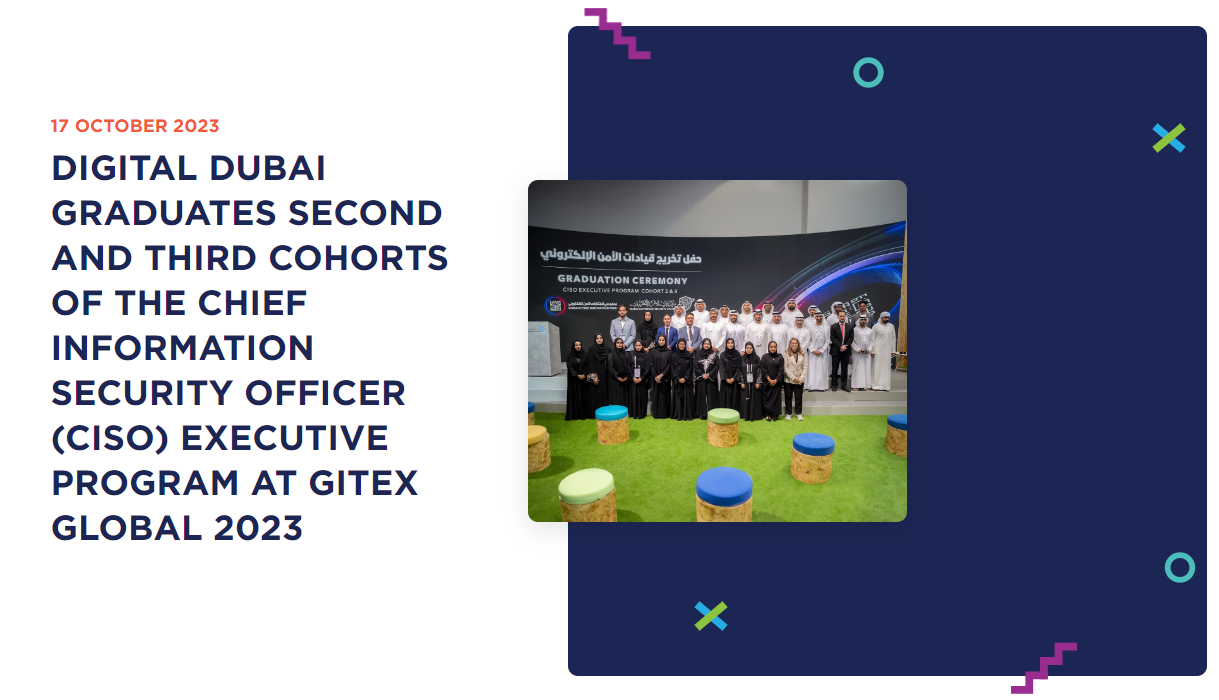 17 OCTOBER 2023
DIGITAL DUBAI
GRADUATES SECOND
AND THIRD COHORTS
OF THE CHIEF
INFORMATION
SECURITY OFFICER
(CISO) EXECUTIVE
PROGRAM AT GITEX
GLOBAL 2023
حفل تخريج قيادات الأمن الإلكتروني
GRADUATION CEREMONY
CISO EXECUTIVE PROGRAM COHORT 2 & 3